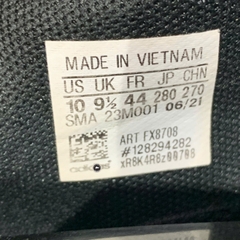 MADE IN VIETNAM
US UK FR JP CHN
10 9½ 44 280 270
SMA 23M001 06/21
ART FX8708
#128294282